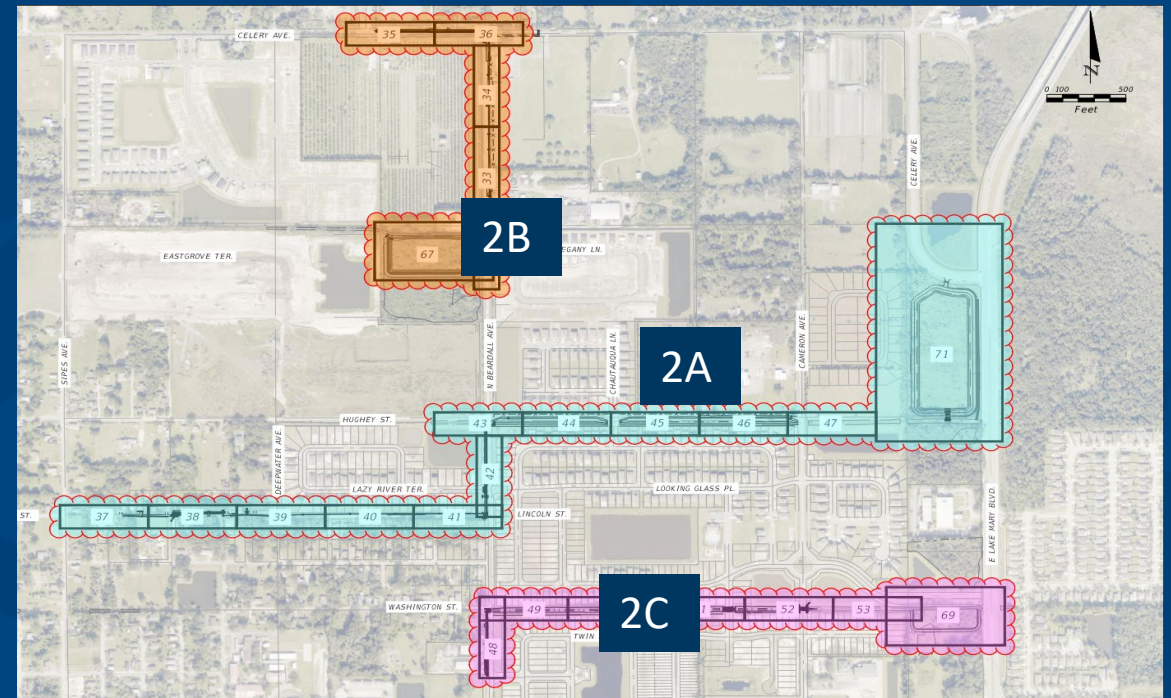 35
36
CELERY AVE.
N
0 100 500
Feet
34
33
CELERY AVE.
2B
67
EASTGROVE TER.
EGANY LN.
SIPES AVE.
N BEARDALL AVE.
CHAUTAUQUA LN.
CAMERON AVE.
71
2A
HUGHEY ST.
43
44
45
46
47
DEEPWATER AVE.
LAZY RIVER TER.
42
LOOKING GLASS PL.
ST.
37
38
39
40
41
LINCOLN ST.
E LAKE MARY BLVD.
WASHINGTON ST.
49
2C
1
52
53
69
48
TWIN